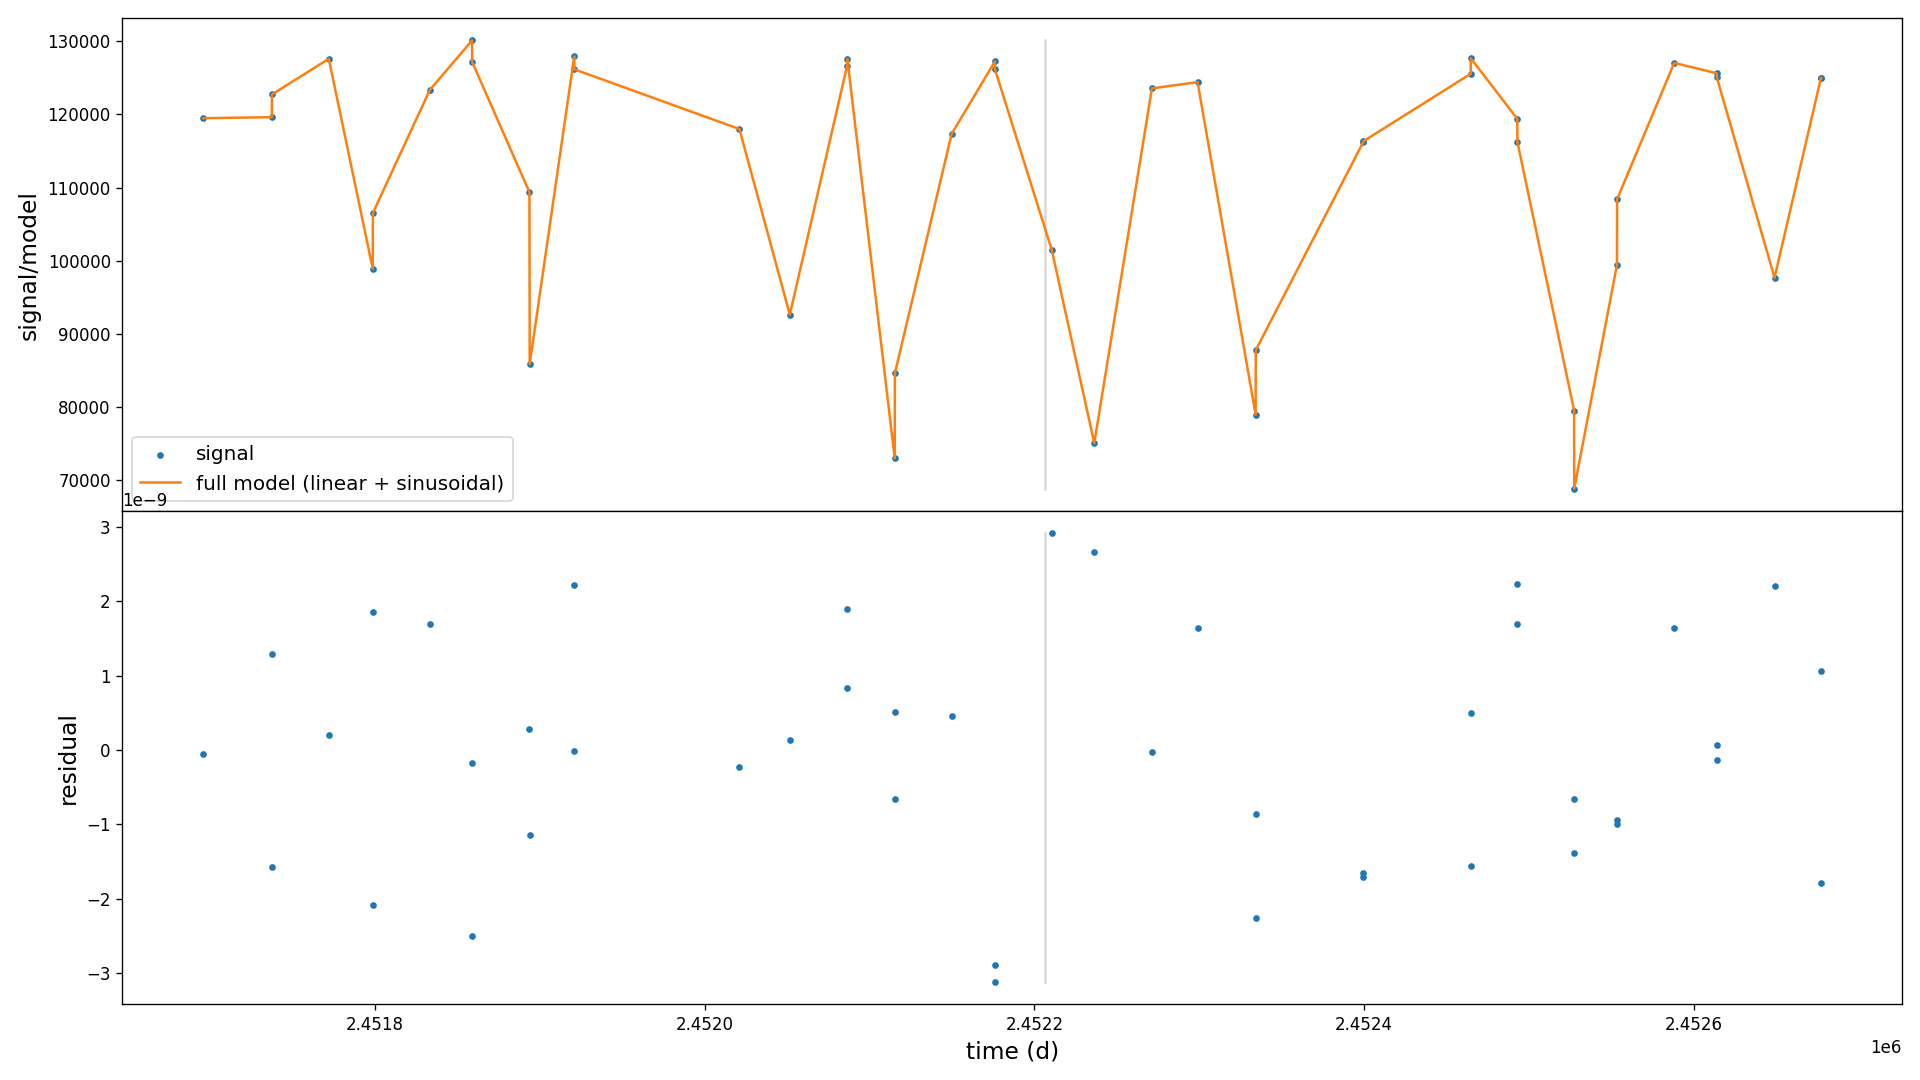 130000
120000
110000
100000
90000
80000
70000
signal/model
signal
full model (linear + sinusoidal)
1e−9
3
2
1
0
−1
−2
−3
residual
2.4518
2.4520
2.4522
2.4524
2.4526
time (d)
1e6